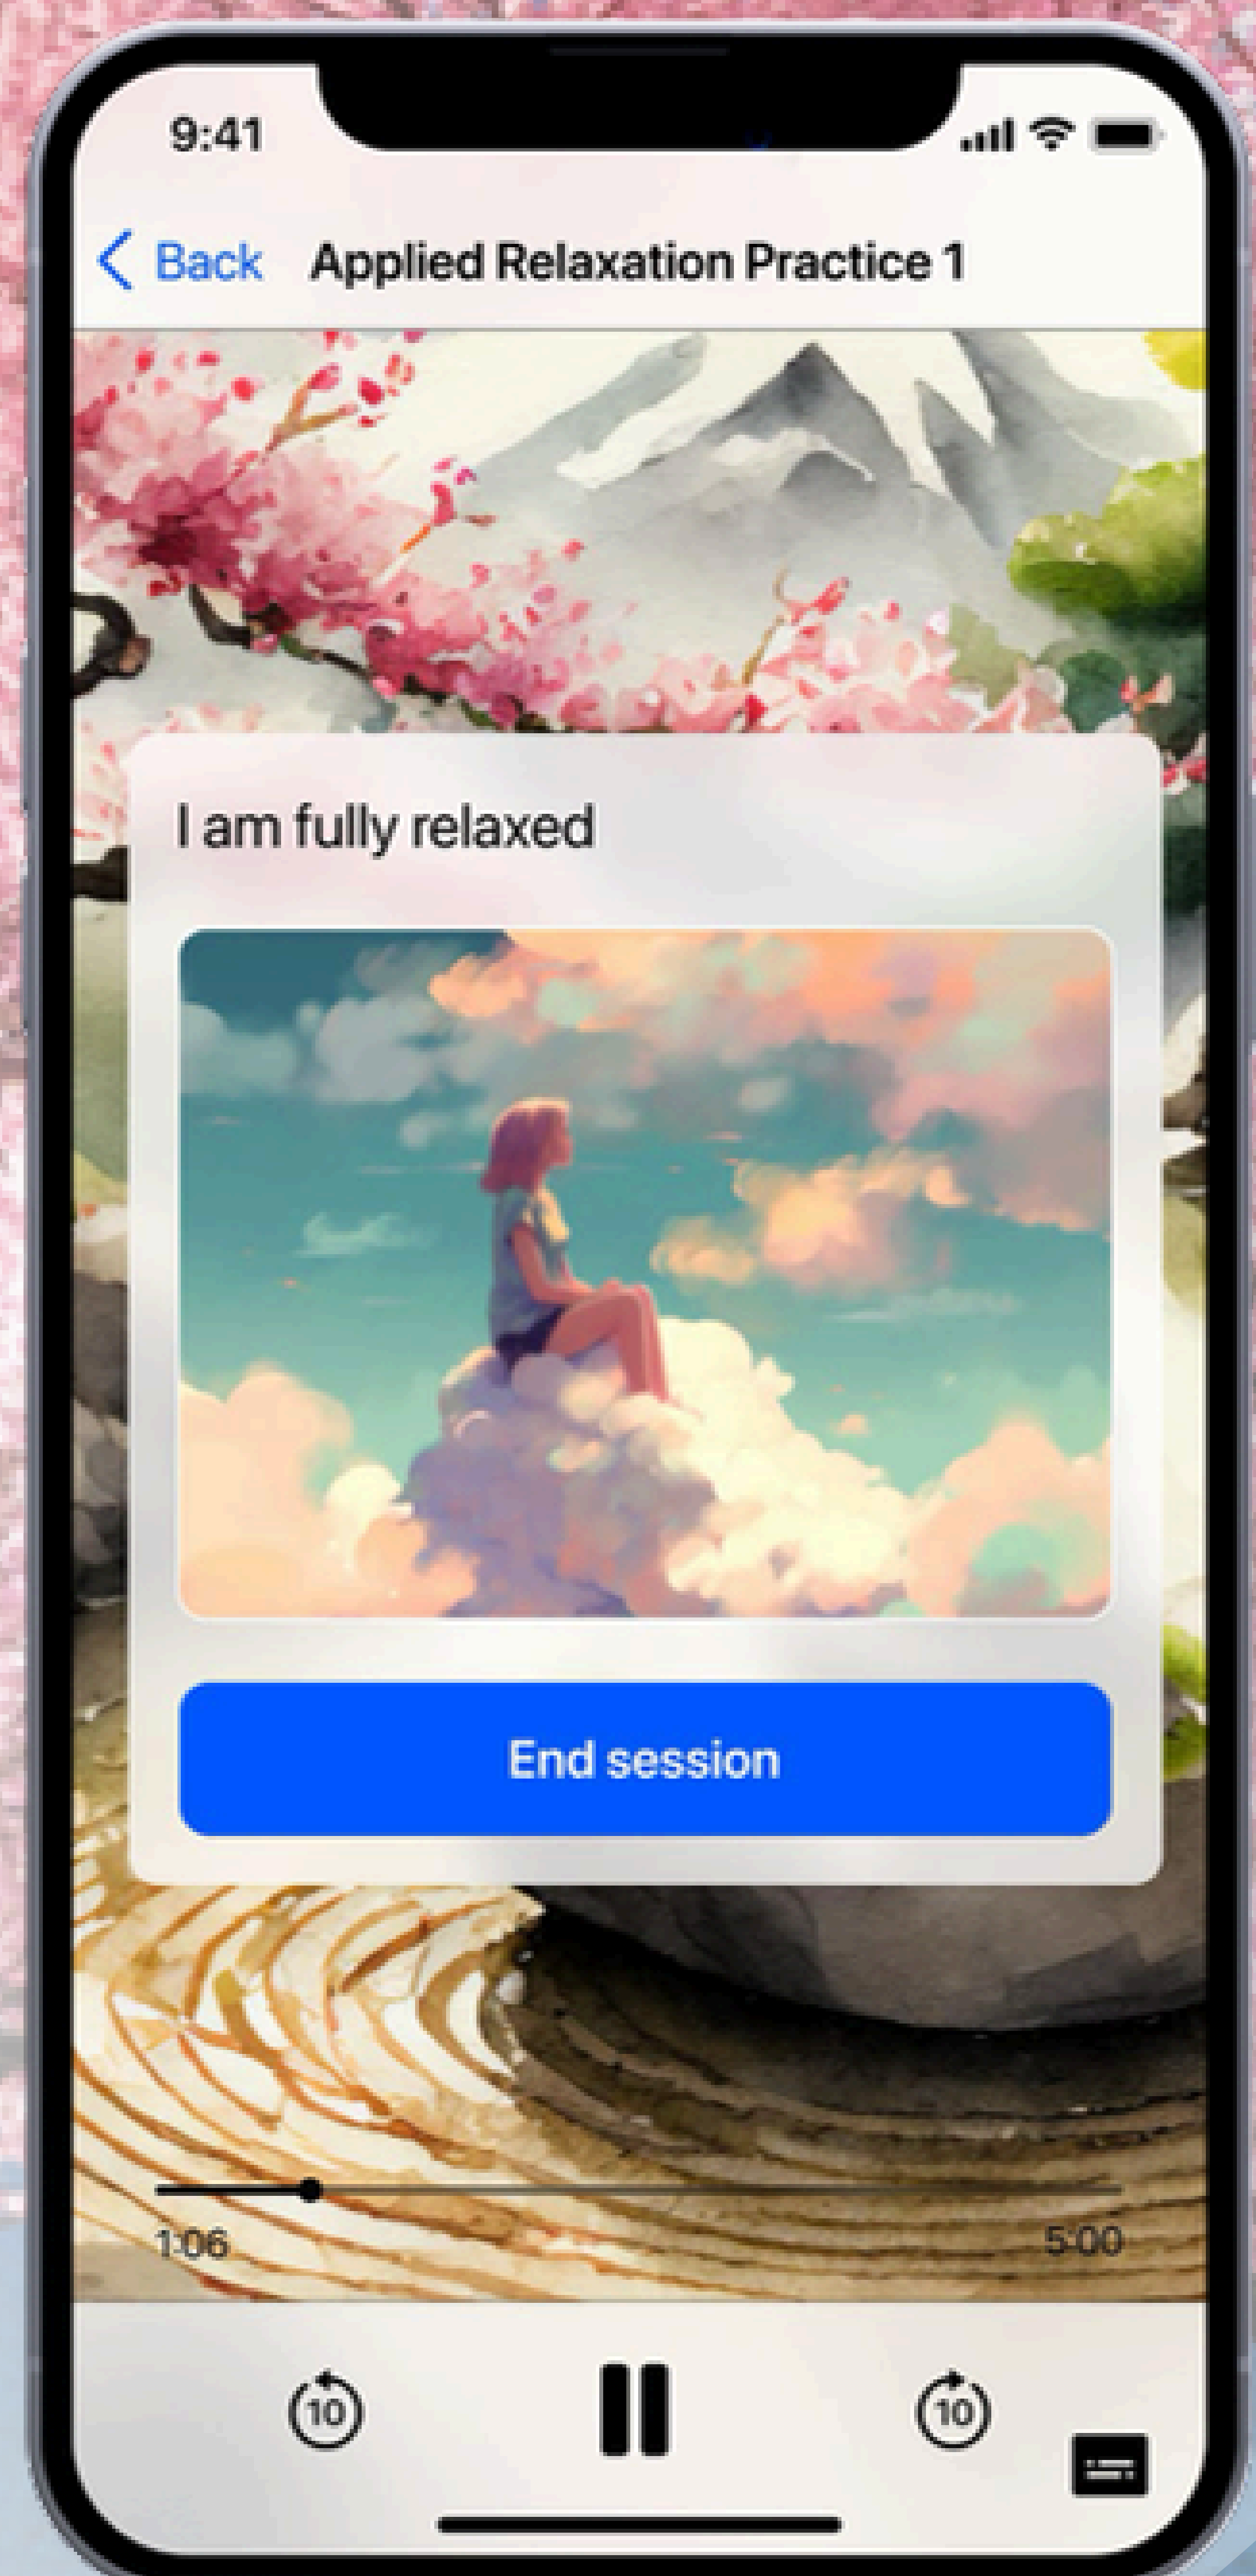 9:41
Back Applied Relaxation Practice 1
I am fully relaxed
End session
1:06 5:00
10 10